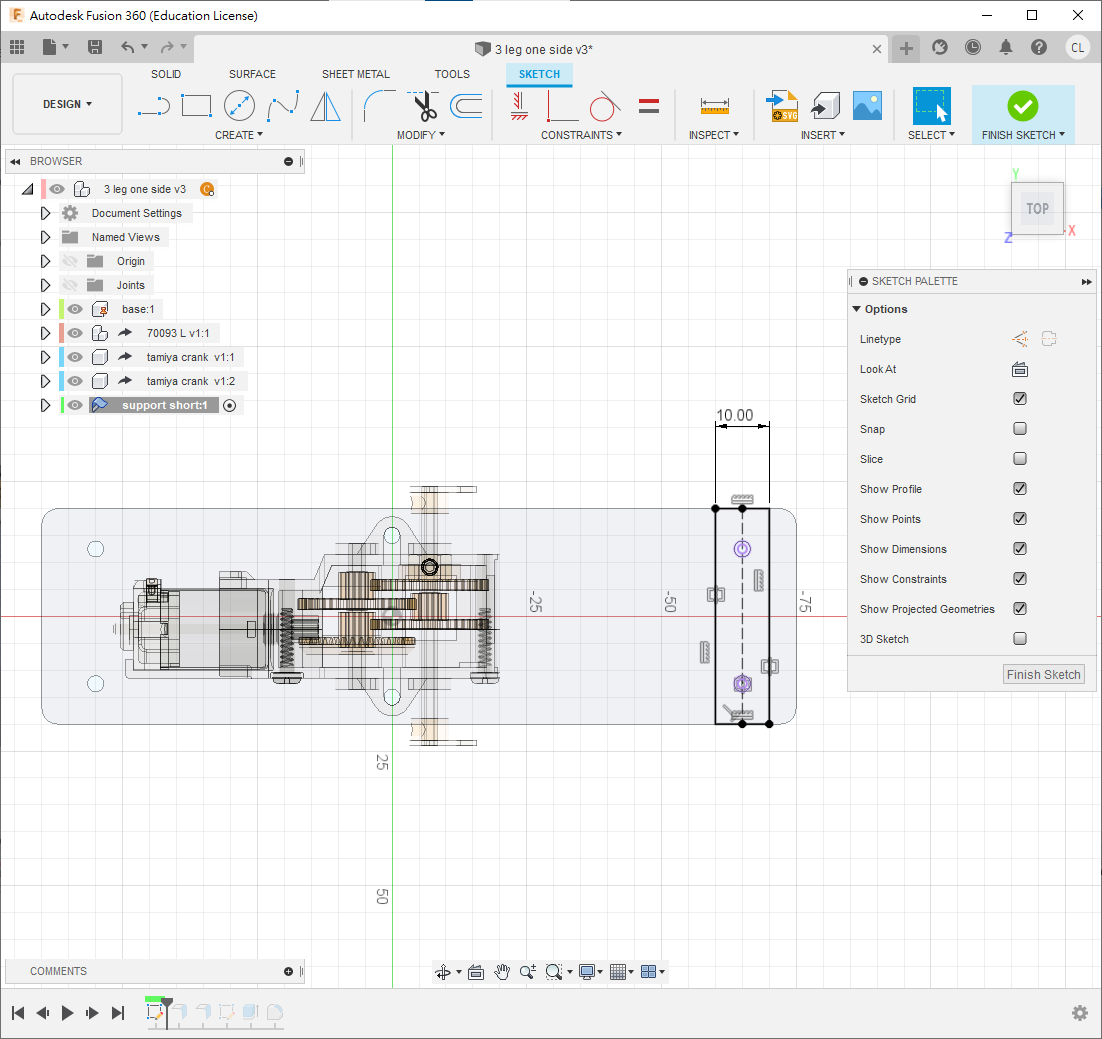 Autodesk Fusion 360 (Education License)
3 leg one side v3*
CL
SOLID SURFACE SHEET METAL TOOLS SKETCH
DESIGN
CREATE MODIFY CONSTRAINTS INSPECT INSERT SELECT FINISH SKETCH
SVG
BROWSER
3 leg one side v3
Document Settings
Named Views
Origin
Joints
base:1
70093 L v1:1
tamiya crank v1:1
tamiya crank v1:2
support short:1
Y
TOP
Z
X
SKETCH PALETTE
Options
Linetype
Look At
Sketch Grid
Snap
Slice
Show Profile
Show Points
Show Dimensions
Show Constraints
Show Projected Geometries
3D Sketch
Finish Sketch
10.00
-25
-50
-75
25
50
COMMENTS